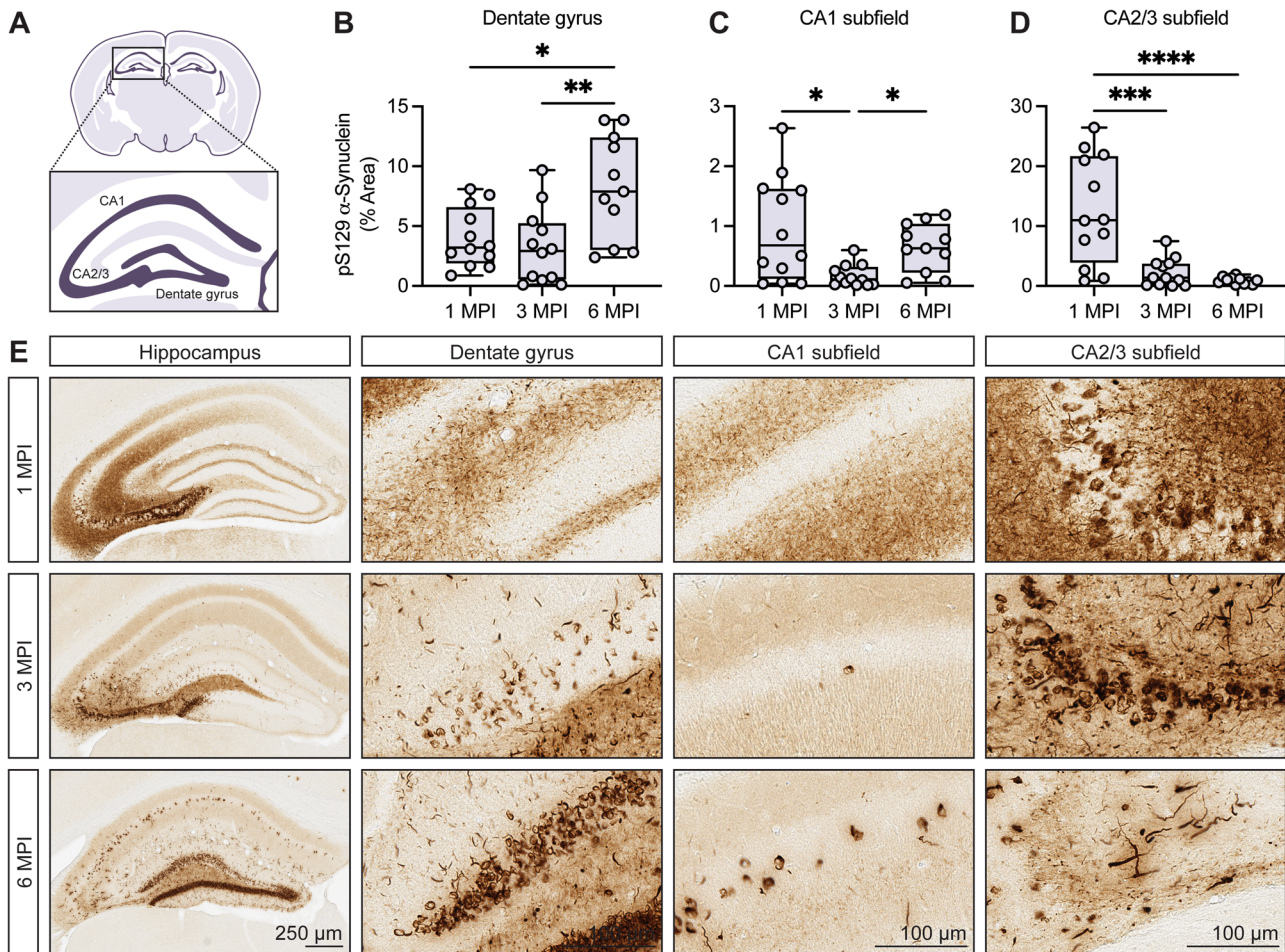 A
CA1
CA2/3
Dentate gyrus
B
Dentate gyrus
*
**
pS129 α-Synuclein
(% Area)
15
10
5
0
1 MPI 3 MPI 6 MPI
C
CA1 subfield
* *
3
2
1
0
1 MPI 3 MPI 6 MPI
D
CA2/3 subfield
****
***
30
20
10
0
1 MPI 3 MPI 6 MPI
E
Hippocampus Dentate gyrus CA1 subfield CA2/3 subfield
1 MPI
3 MPI
6 MPI
250 µm 100 µm 100 µm 100 µm